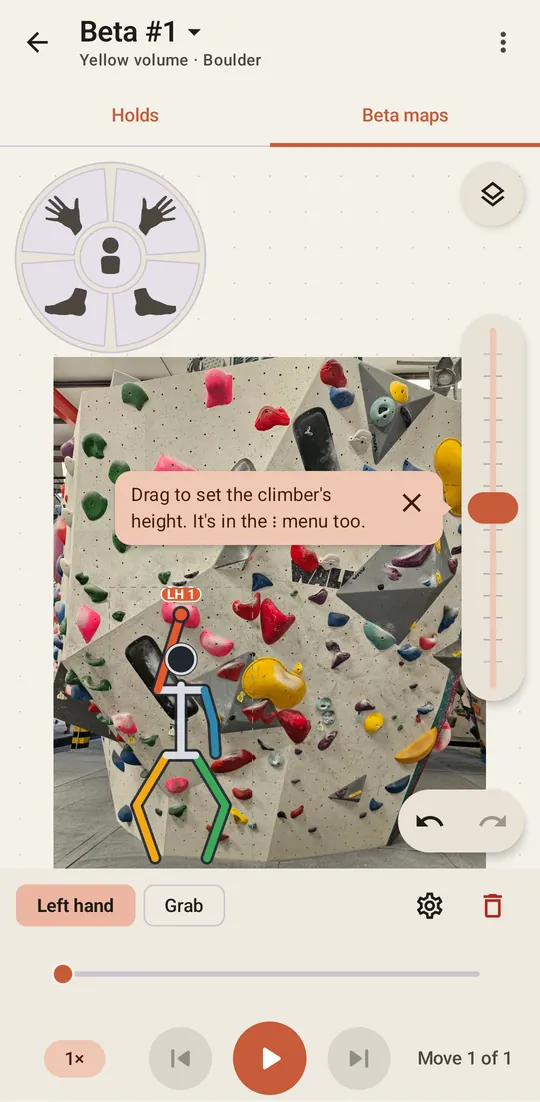 Beta #1
Yellow volume · Boulder
Holds
Beta maps
Drag to set the climber's
height. It's in the ⋮ menu too.
LH 1
Left hand
Grab
1×
Move 1 of 1